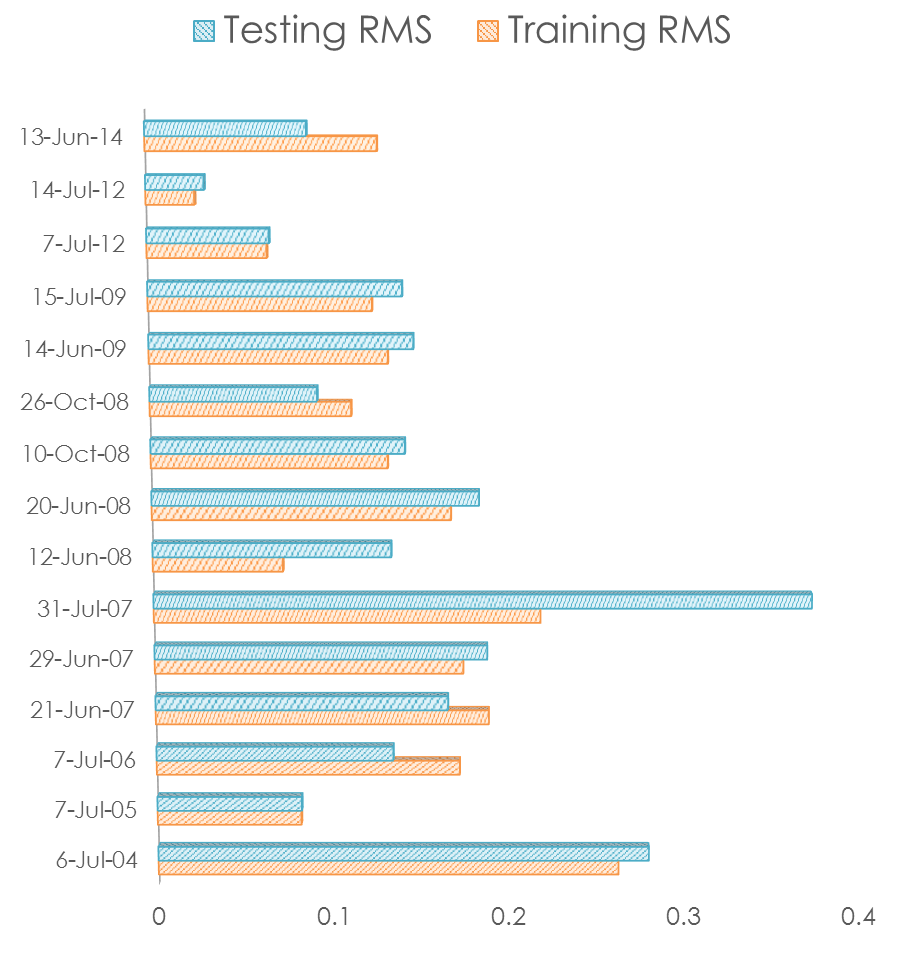 Testing RMS Training RMS
13-Jun-14
14-Jul-12
7-Jul-12
15-Jul-09
14-Jun-09
26-Oct-08
10-Oct-08
20-Jun-08
12-Jun-08
31-Jul-07
29-Jun-07
21-Jun-07
7-Jul-06
7-Jul-05
6-Jul-04
0 0.1 0.2 0.3 0.4